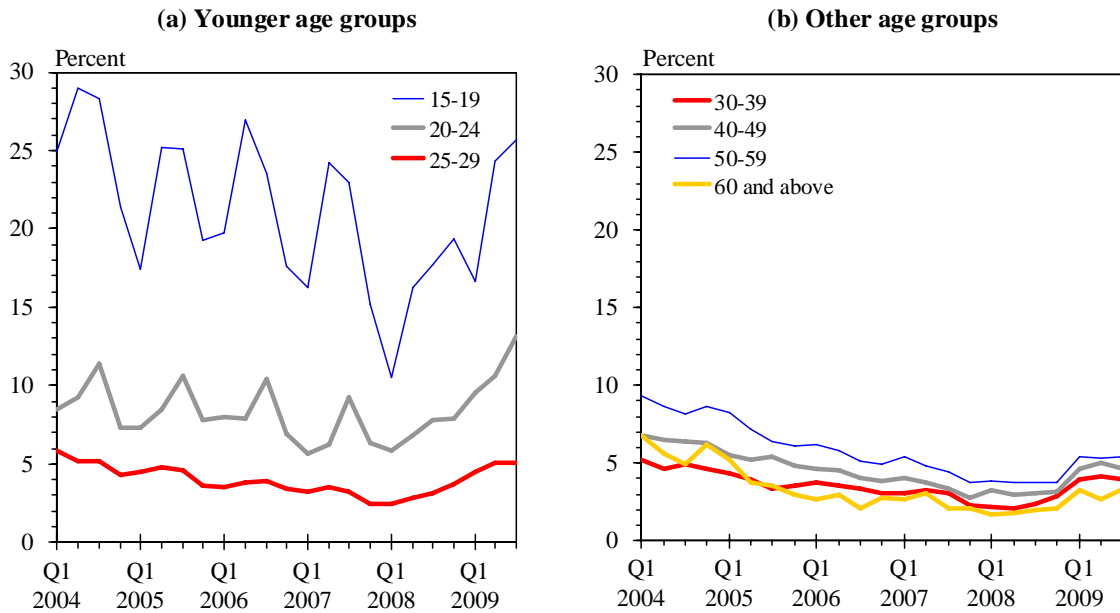 (a) Younger age groups
Percent
30
25
20
15
10
5
0
15-19
20-24
25-29
Q1 Q1 Q1 Q1 Q1 Q1
2004 2005 2006 2007 2008 2009
(b) Other age groups
Percent
30
25
20
15
10
5
0
30-39
40-49
50-59
60 and above
Q1 Q1 Q1 Q1 Q1 Q1
2004 2005 2006 2007 2008 2009